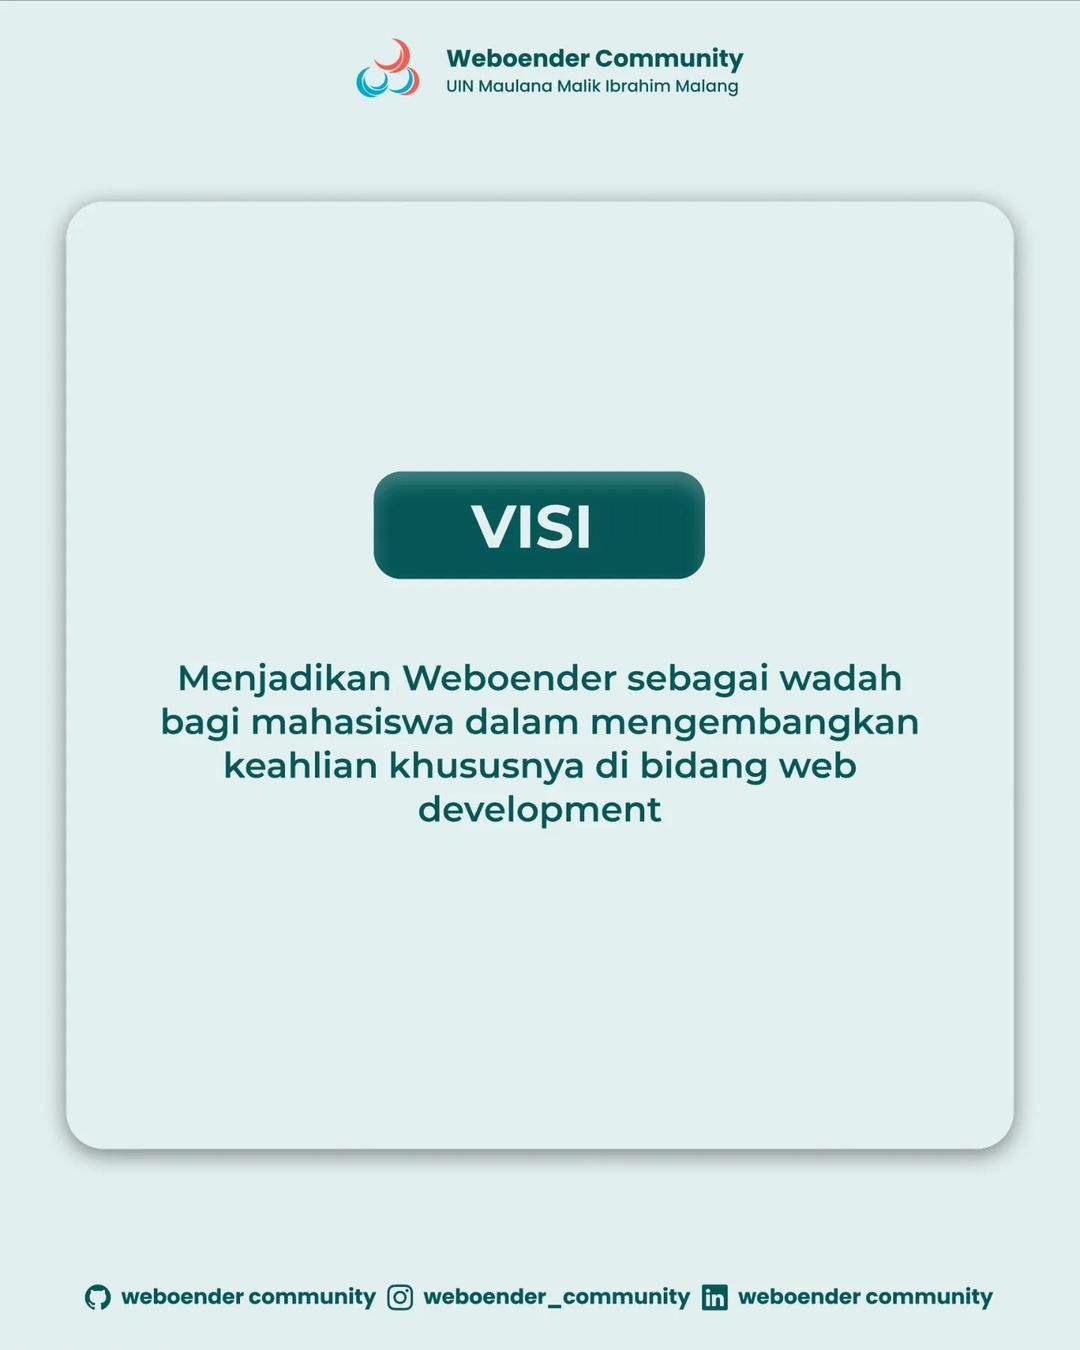 Weboender Community
UIN Maulana Malik Ibrahim Malang
VISI
Menjadikan Weboender sebagai wadah
bagi mahasiswa dalam mengembangkan
keahlian khususnya di bidang web
development
weboender community weboender_community weboender community